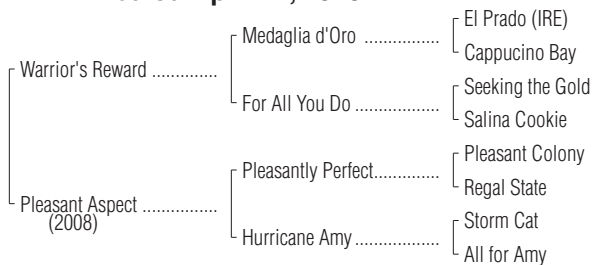 El Prado (IRE)
Medaglia d'Oro ................
Cappucino Bay
Warrior's Reward ..............
Seeking the Gold
For All You Do ..................
Salina Cookie
Pleasant Colony
Pleasantly Perfect..............
Regal State
Pleasant Aspect ................
(2008)
Storm Cat
Hurricane Amy ..................
All for Amy